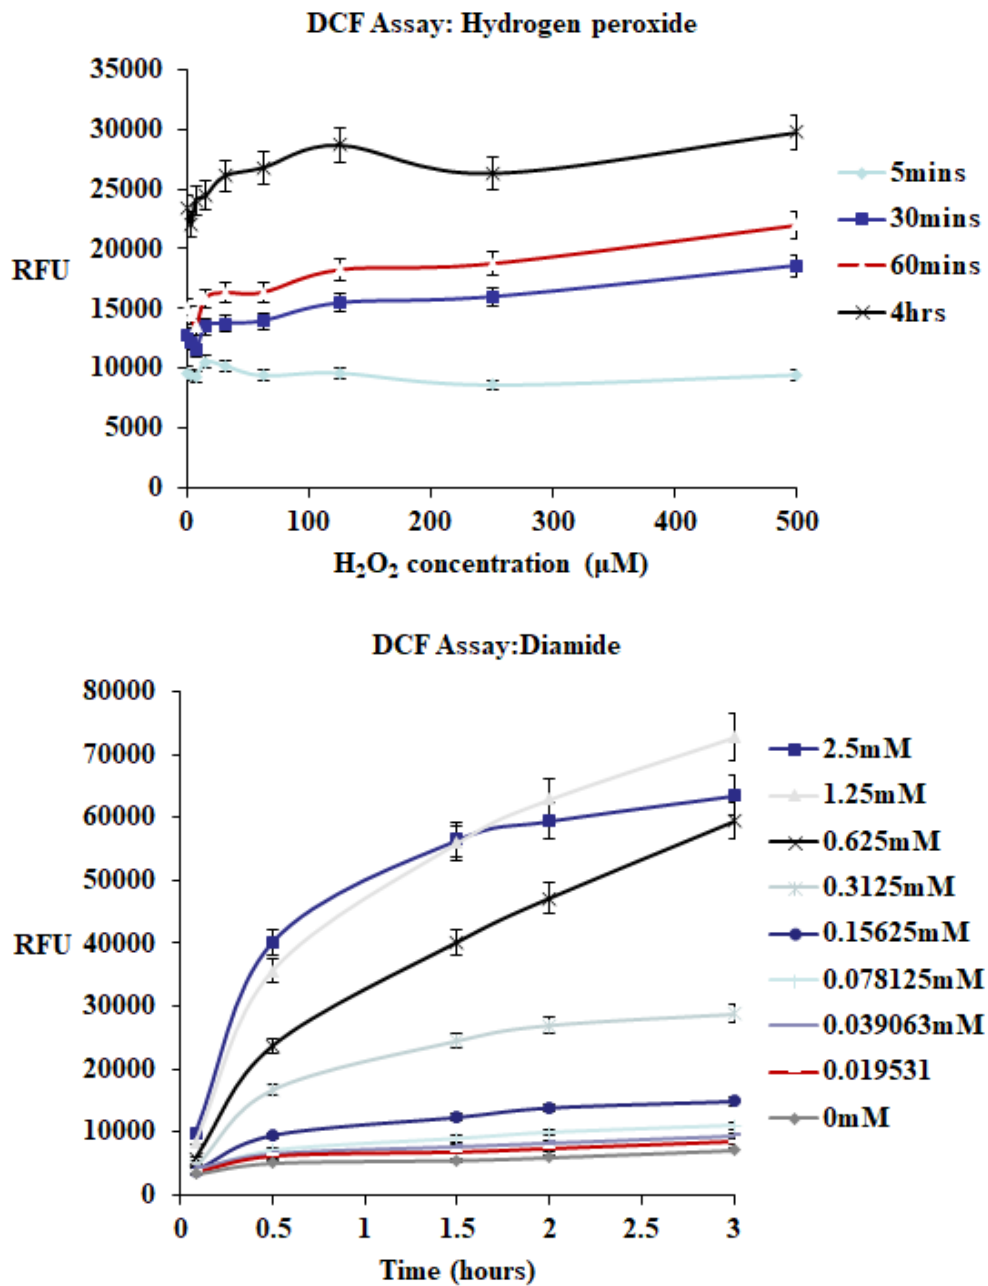 DCF Assay: Hydrogen peroxide
35000
30000
25000
20000
15000
10000
5000
0
RFU
0 100 200 300 400 500
H₂O₂ concentration (μM)
5mins
30mins
60mins
4hrs
DCF Assay:Diamide
80000
70000
60000
50000
40000
30000
20000
10000
0
RFU
0 0.5 1 1.5 2 2.5 3
Time (hours)
2.5mM
1.25mM
0.625mM
0.3125mM
0.15625mM
0.078125mM
0.039063mM
0.019531
0mM